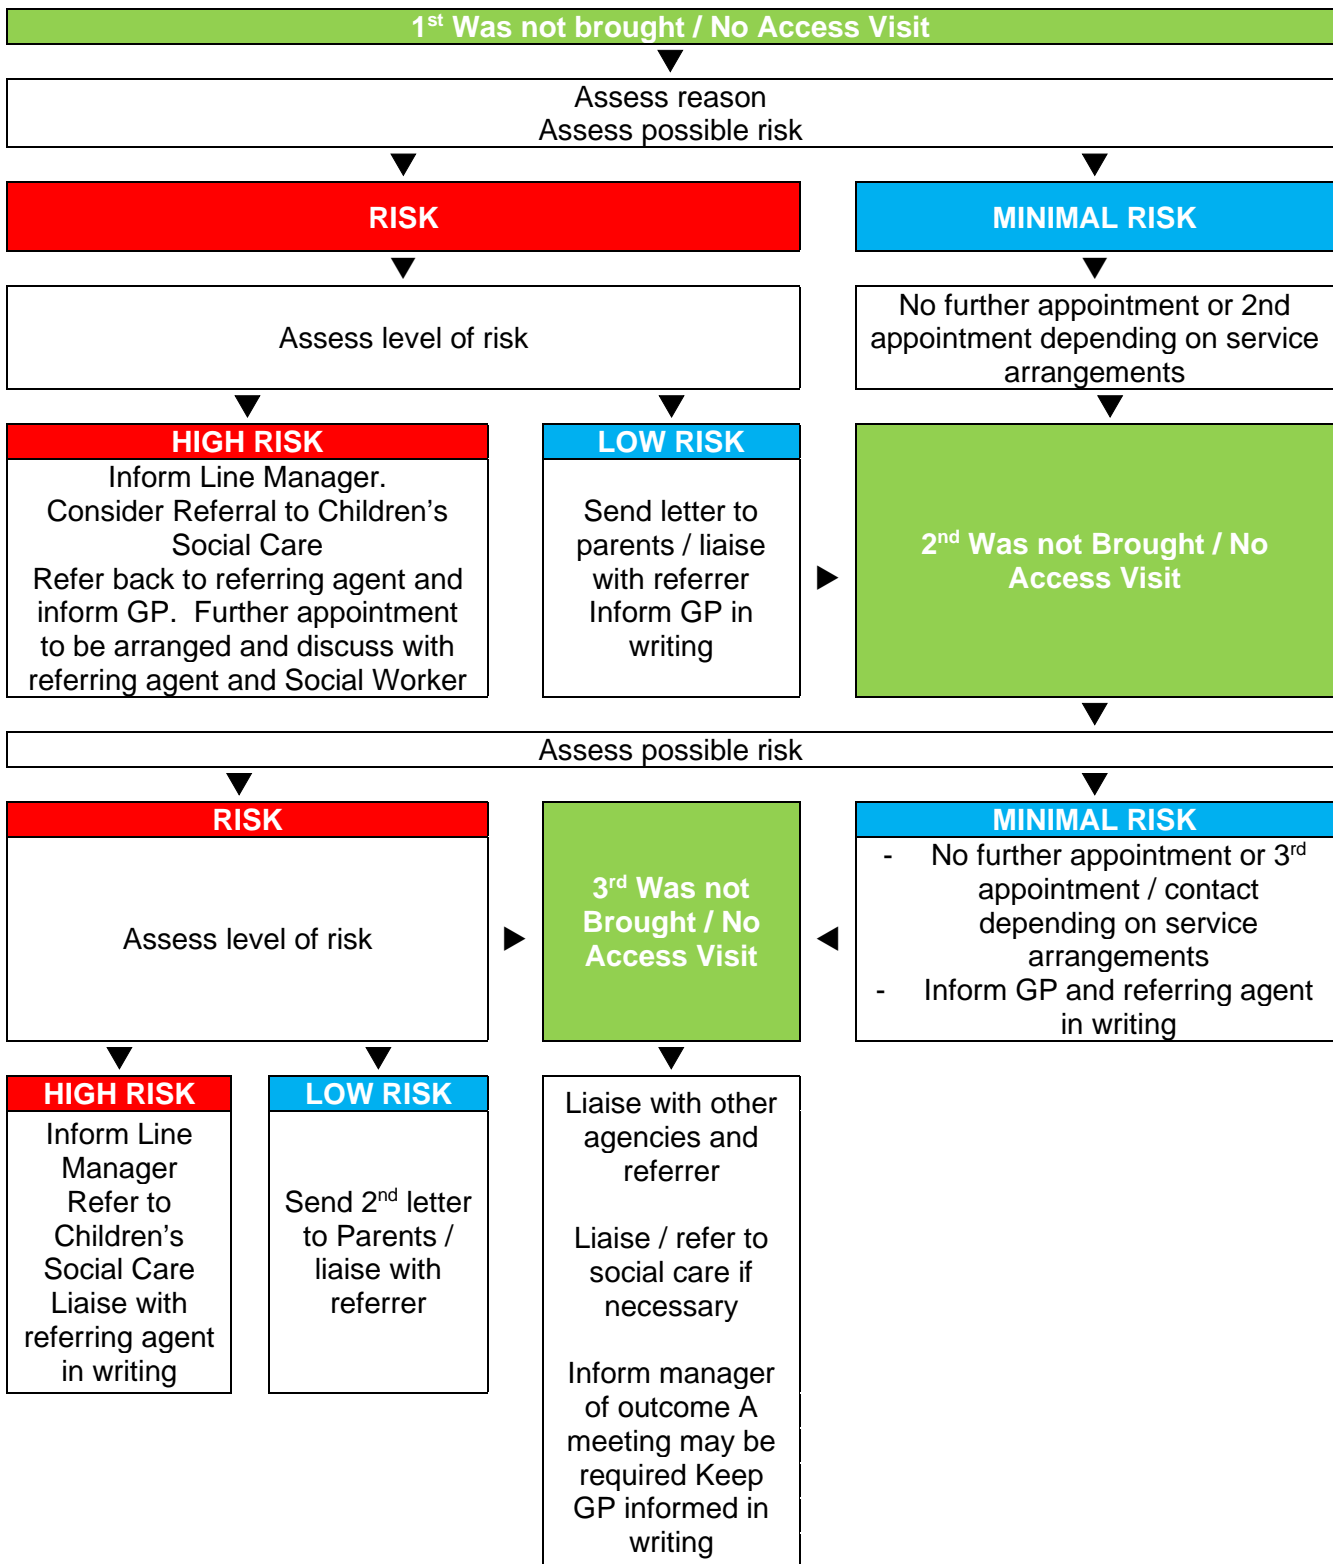 1st Was not brought / No Access Visit
Assess reason
Assess possible risk
RISK
MINIMAL RISK
Assess level of risk
No further appointment or 2nd
appointment depending on service
arrangements
HIGH RISK
Inform Line Manager.
Consider Referral to Children's
Social Care
Refer back to referring agent and
inform GP.  Further appointment
to be arranged and discuss with
referring agent and Social Worker
LOW RISK
Send letter to
parents / liaise
with referrer
Inform GP in
writing
2nd Was not Brought / No
Access Visit
Assess possible risk
RISK
Assess level of risk
3rd Was not
Brought / No
Access Visit
MINIMAL RISK
- No further appointment or 3rd
appointment / contact
depending on service
arrangements
- Inform GP and referring agent
in writing
HIGH RISK
Inform Line
Manager
Refer to
Children's
Social Care
Liaise with
referring agent
in writing
LOW RISK
Send 2nd letter
to Parents /
liaise with
referrer
Liaise with other
agencies and
referrer
Liaise / refer to
social care if
necessary
Inform manager
of outcome A
meeting may be
required Keep
GP informed in
writing